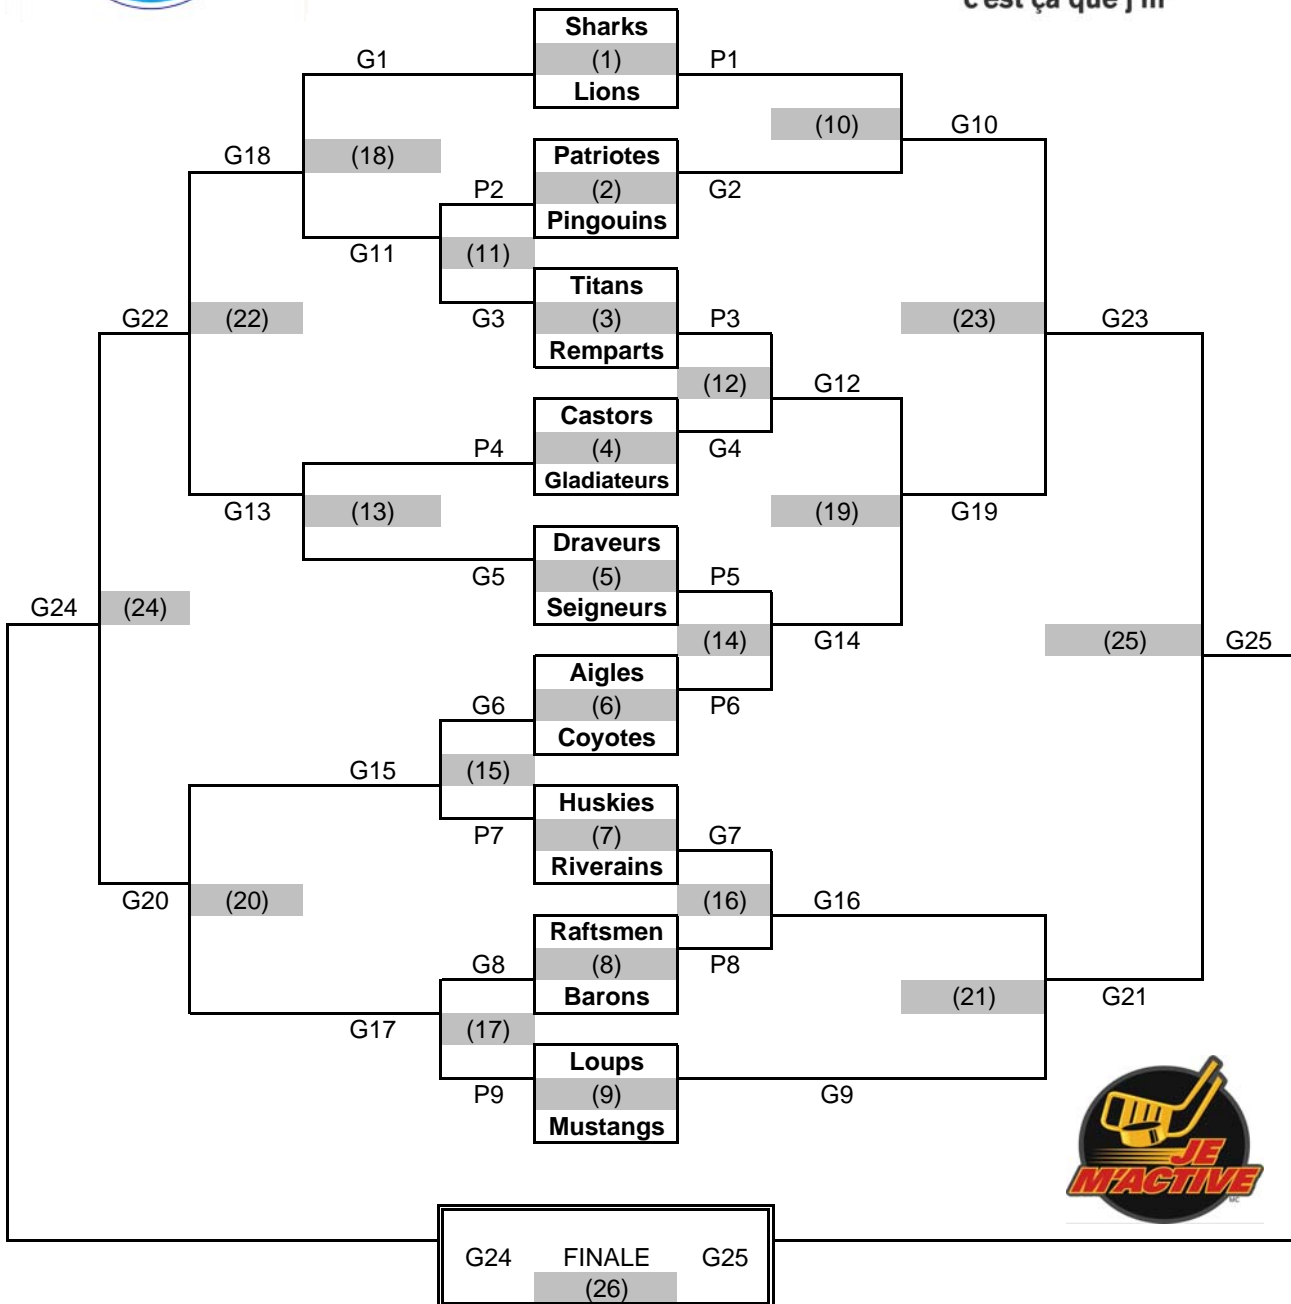 c'est ça que j'm
Sharks
G1 (1) P1
Lions
(10) G10
G18 (18) Patriotes
P2 (2) G2
Pingouins
G11 (11)
Titans
G22 (22) G3 (3) P3 (23) G23
Remparts
(12) G12
Castors
P4 (4) G4
Gladiateurs
G13 (13) (19) G19
Draveurs
G5 (5) P5
G24 (24) Seigneurs
(14) G14 (25) G25
Aigles
G6 (6) P6
Coyotes
G15 (15)
Huskies
P7 (7) G7
Riverains
G20 (20) (16) G16
Raftsmen
G8 (8) P8
Barons (21) G21
G17 (17)
Loups
P9 (9) G9
Mustangs
JE
M'ACTIVE
MC
G24 FINALE G25
(26)